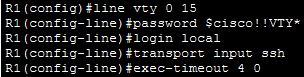 R1(config)#line vty 0 15
R1(config-line)#password $cisco!!VTY*
R1(config-line)#login local
R1(config-line)#transport input ssh
R1(config-line)#exec-timeout 4 0